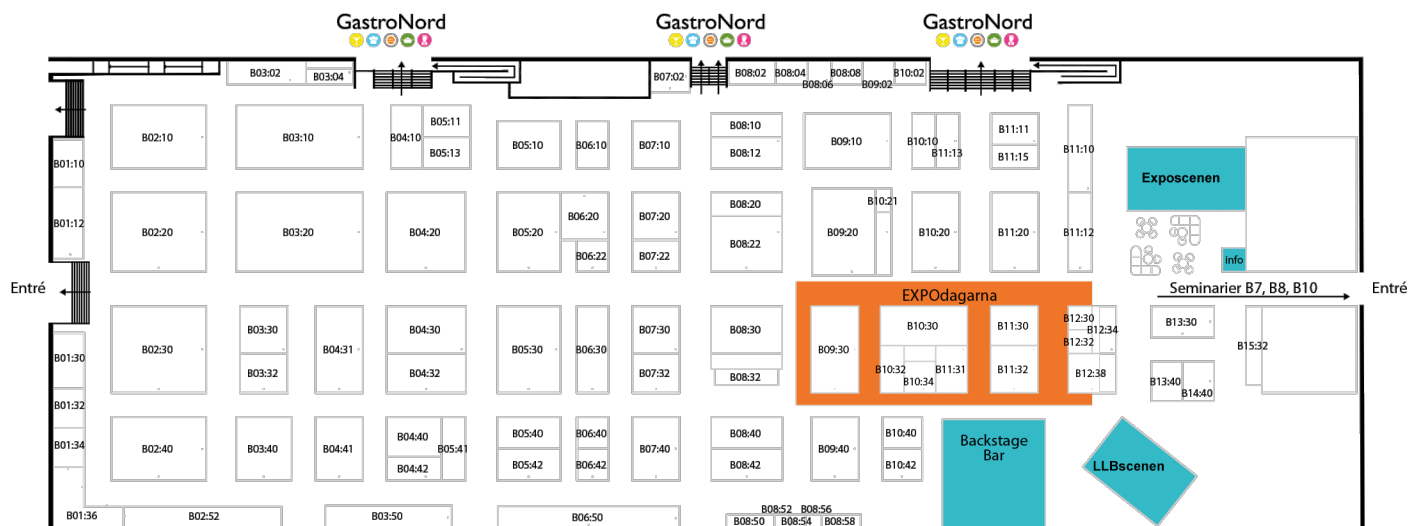 GastroNord GastroNord GastroNord
B03:02 B03:04 B07:02 B08:02 B08:04 B08:06 B08:08 B09:02 B10:02
B01:10 B02:10 B03:10 B04:10 B05:11 B05:13 B05:10 B06:10 B07:10 B08:10 B08:12 B09:10 B10:10 B11:13 B11:11 B11:15 B11:10
Exposcenen
B01:12 B02:20 B03:20 B04:20 B05:20 B06:20 B06:22 B07:20 B07:22 B08:20 B08:22 B09:20 B10:21 B10:20 B11:20 B11:12
info
Entré EXPOdagarna Seminarier B7, B8, B10 Entré
B01:30 B02:30 B03:30 B03:32 B04:31 B04:30 B04:32 B05:30 B06:30 B07:30 B07:32 B08:30 B08:32 B09:30 B10:30 B10:32 B10:34 B11:31 B11:30 B11:32 B12:30 B12:32 B12:34 B12:38 B13:30 B15:32
B13:40 B14:40
B01:32
B01:34 B02:40 B03:40 B04:41 B04:40 B04:42 B05:41 B05:40 B05:42 B06:40 B06:42 B07:40 B08:40 B08:42 B09:40 B10:40 B10:42
Backstage
Bar
LLBscenen
B01:36 B02:52 B03:50 B06:50 B08:52 B08:56
B08:50 B08:54 B08:58